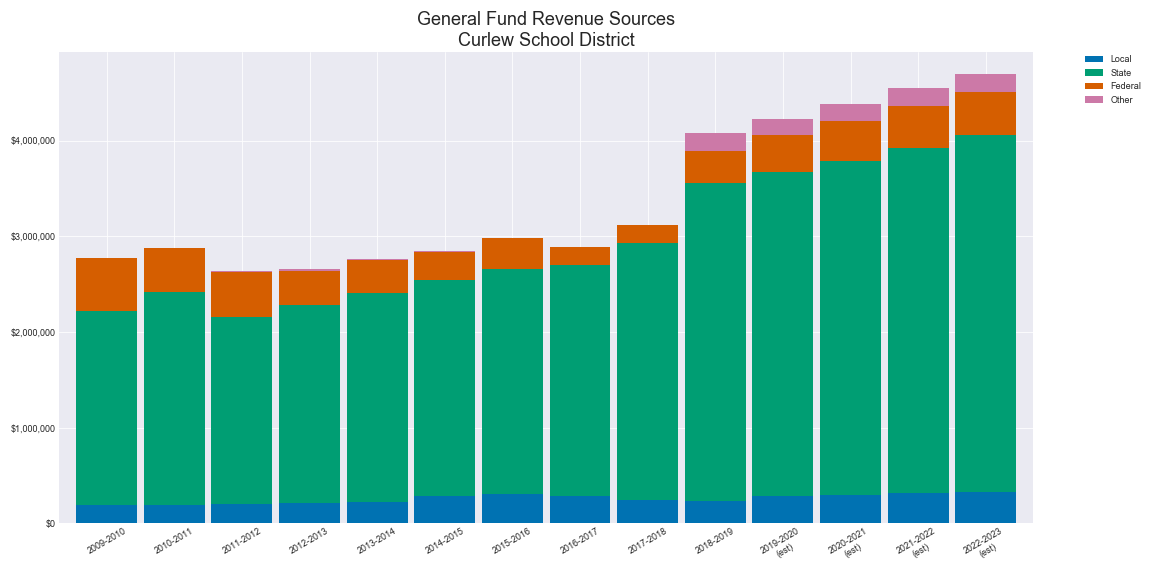 General Fund Revenue Sources
Curlew School District
Local
State
Federal
Other
$4,000,000
$3,000,000
$2,000,000
$1,000,000
$0
2009-2010
2010-2011
2011-2012
2012-2013
2013-2014
2014-2015
2015-2016
2016-2017
2017-2018
2018-2019
2019-2020
(est)
2020-2021
(est)
2021-2022
(est)
2022-2023
(est)